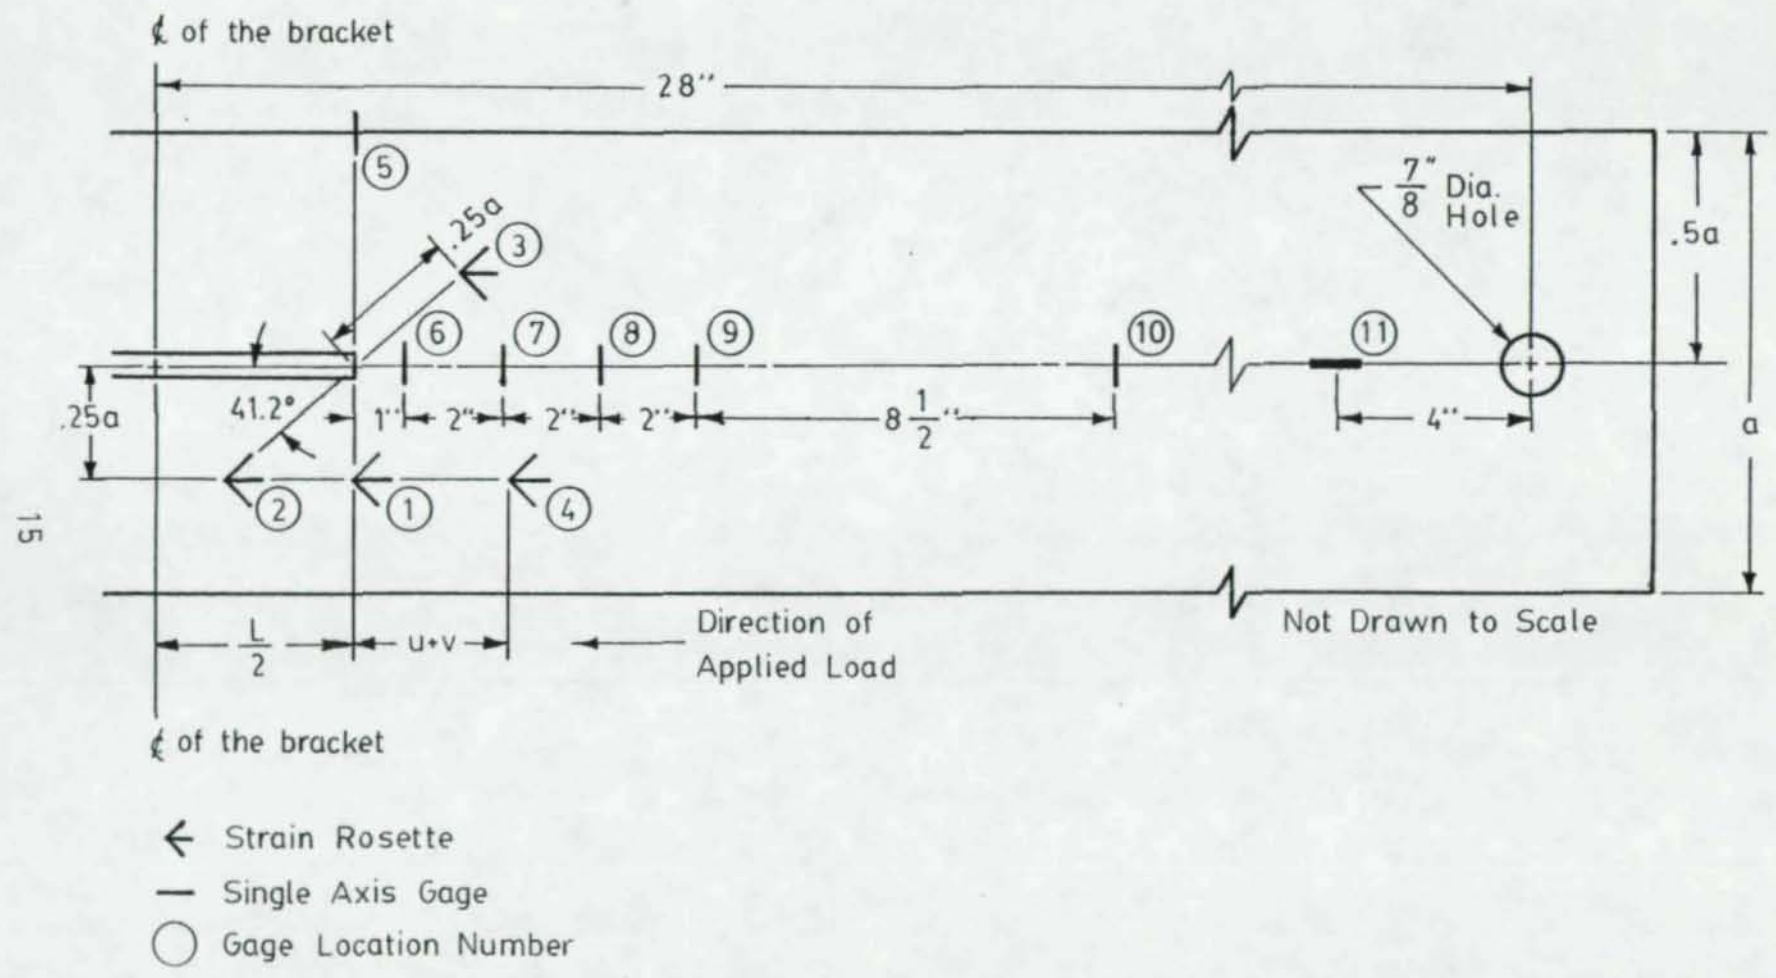 ℄ of the bracket
28"
⑤
.25a
③
7/8" Dia.
Hole
.5a
⑥
⑦
⑧
⑨
⑩
⑪
.25a
41.2°
1"
2"
2"
2"
8 1/2"
4"
a
②
①
④
15
L/2
u+v
Direction of
Applied Load
Not Drawn to Scale
℄ of the bracket
Strain Rosette
Single Axis Gage
Gage Location Number